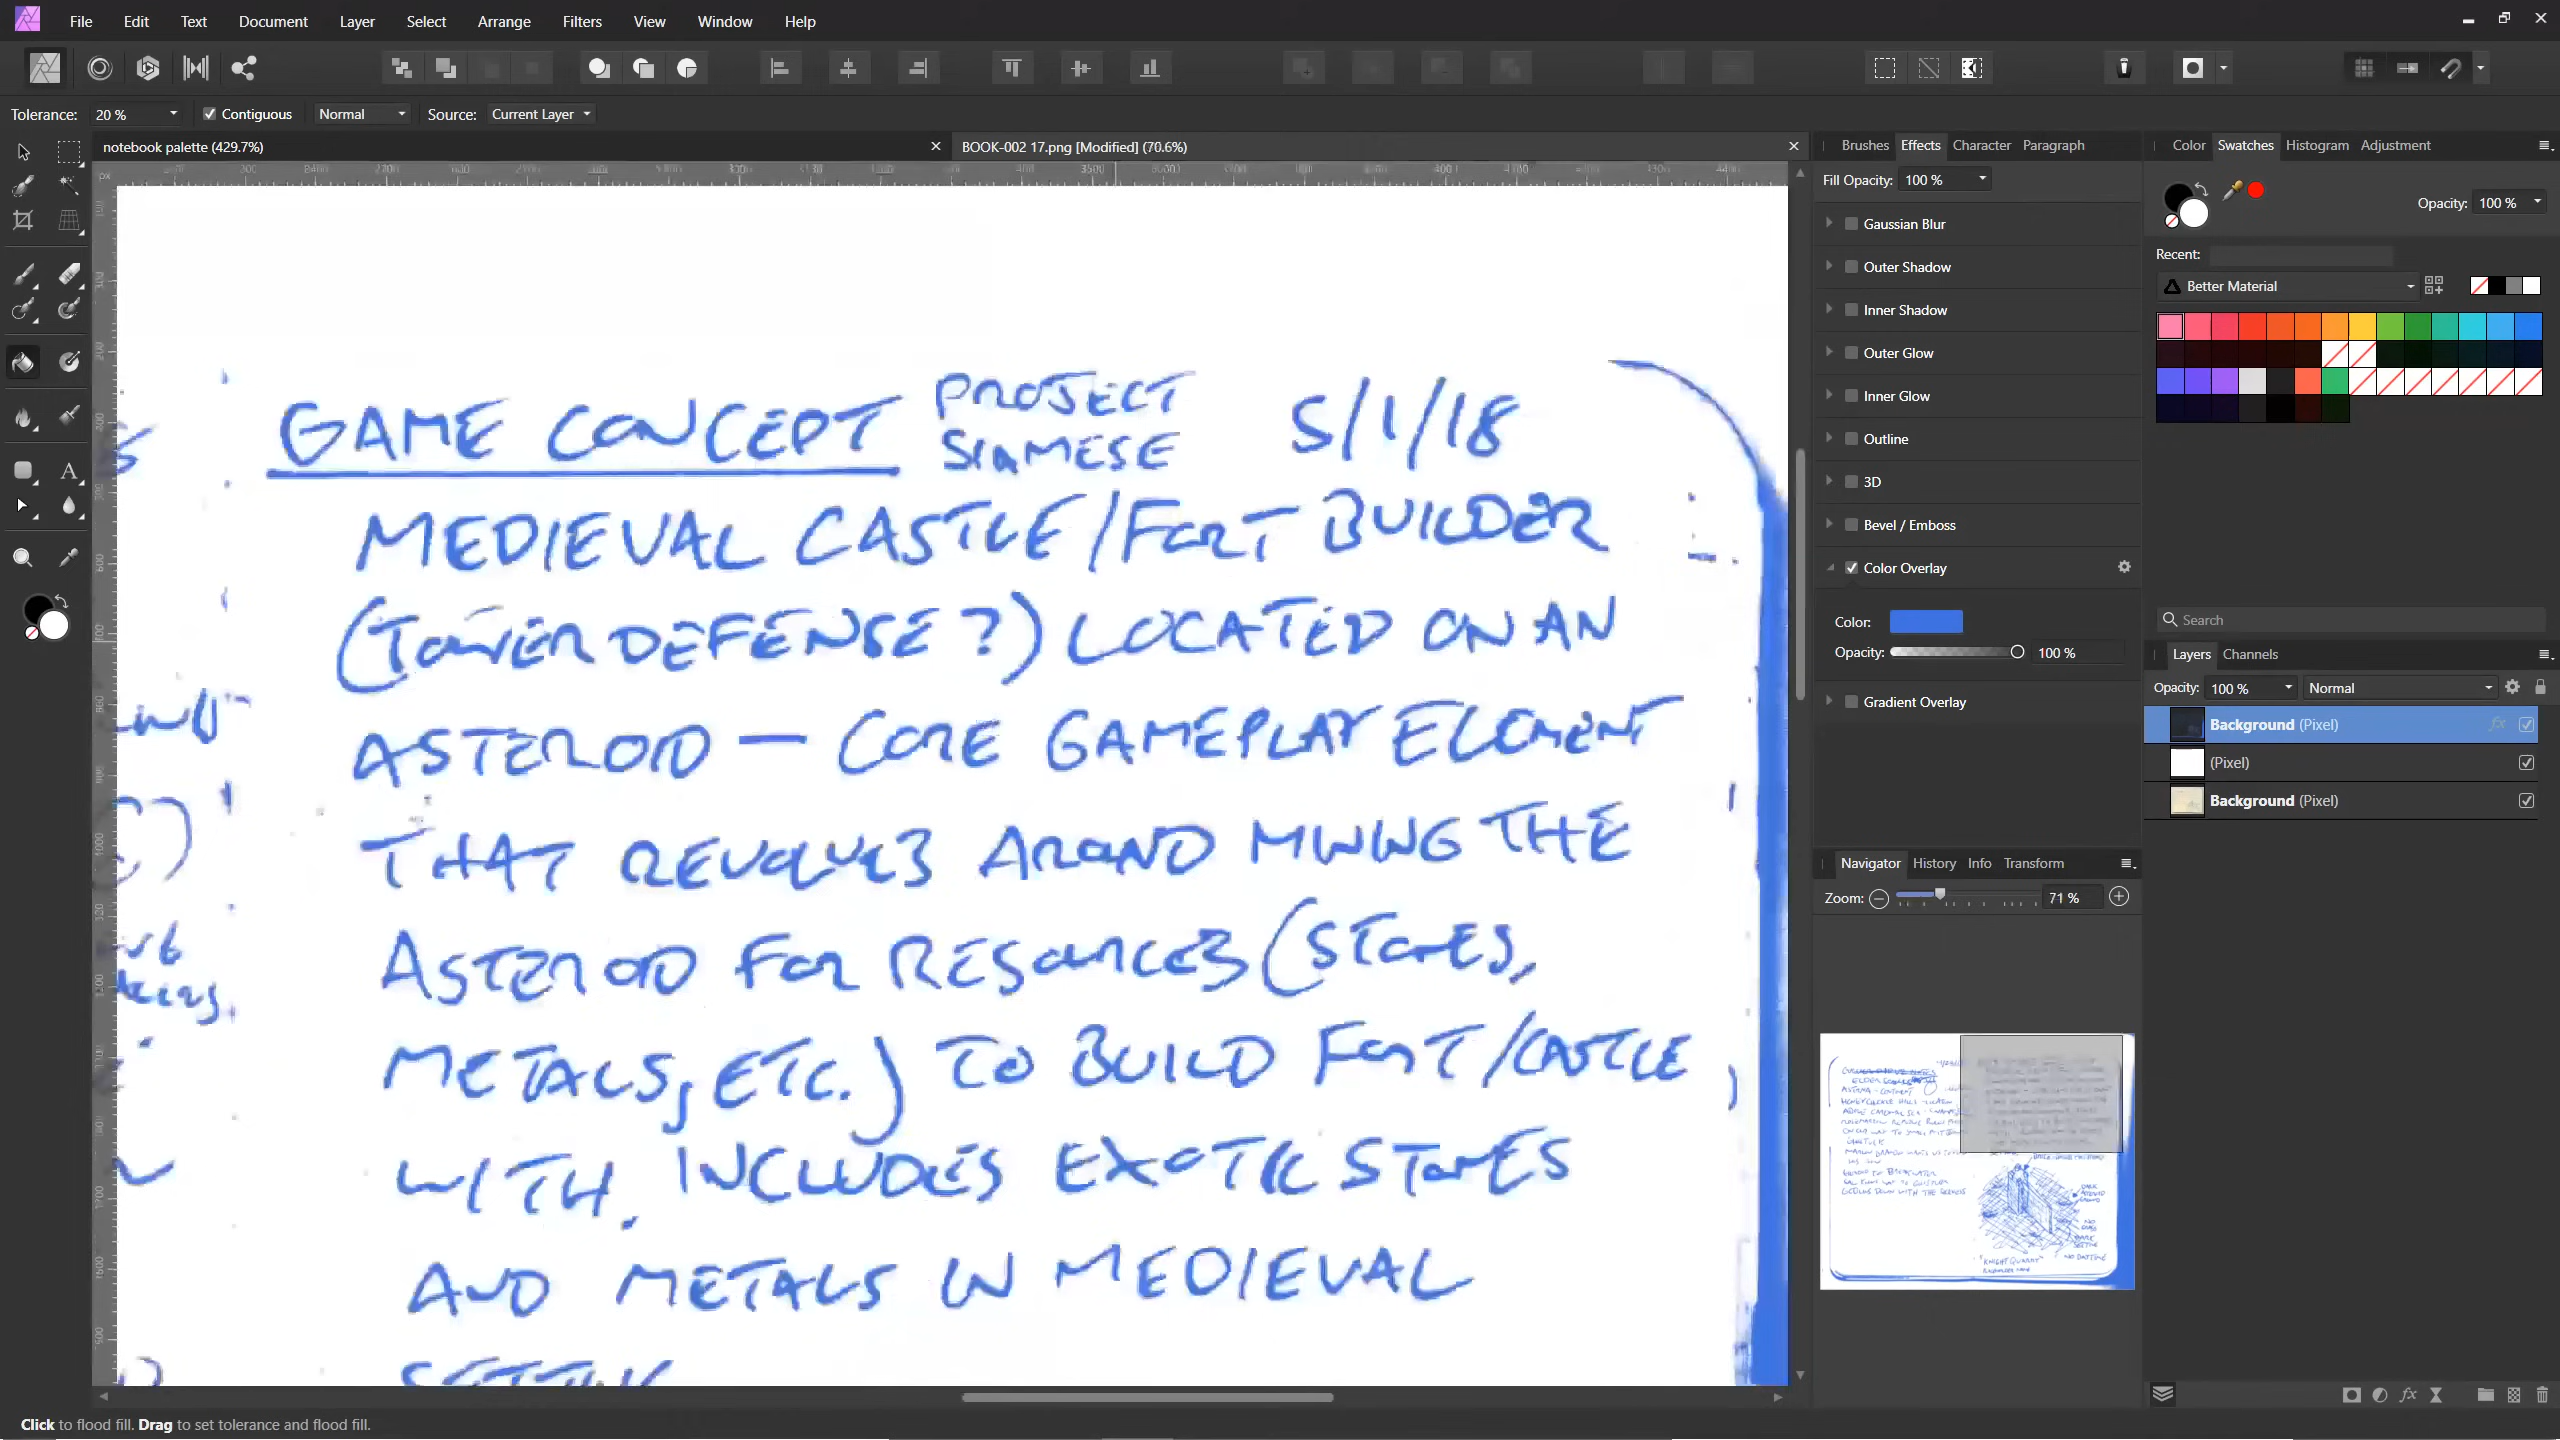 File Edit Text Document Layer Select Arrange Filters View Window Help
Tolerance: 20 % Contiguous Normal Source: Current Layer
notebook palette (429.7%)
BOOK-002 17.png [Modified] (70.6%)
GAME CONCEPT PROJECT SIAMESE 5/1/18
MEDIEVAL CASTLE/FORT BUILDER
(TOWER DEFENSE?) LOCATED ON AN
ASTEROID — CORE GAMEPLAY ELEMENT
THAT REVOLVES AROUND MINING THE
ASTEROID FOR RESOURCES (STONES,
METALS, ETC.) TO BUILD FORT/CASTLE
WITH. INCLUDES EXOTIC STONES
AND METALS IN MEDIEVAL
Brushes Effects Character Paragraph
Fill Opacity: 100 %
Gaussian Blur
Outer Shadow
Inner Shadow
Outer Glow
Inner Glow
Outline
3D
Bevel / Emboss
Color Overlay
Color:
Opacity: 100 %
Gradient Overlay
Navigator History Info Transform
Zoom: 71 %
Color Swatches Histogram Adjustment
Opacity: 100 %
Recent:
Better Material
Search
Layers Channels
Opacity: 100 % Normal
Background (Pixel)
(Pixel)
Background (Pixel)
Click to flood fill. Drag to set tolerance and flood fill.